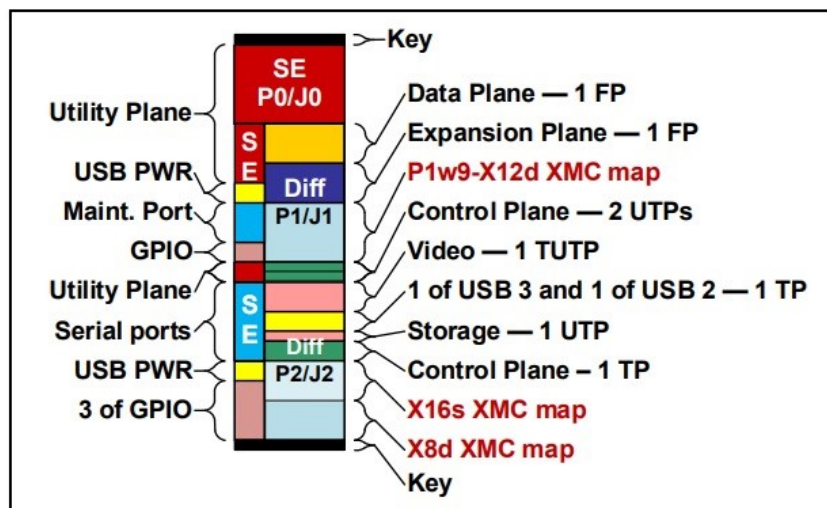 Key
SE
P0/J0
Utility Plane
Data Plane — 1 FP
S
E
Expansion Plane — 1 FP
USB PWR
Diff
P1w9-X12d XMC map
Maint. Port
P1/J1
Control Plane — 2 UTPs
GPIO
Video — 1 TUTP
Utility Plane
1 of USB 3 and 1 of USB 2 — 1 TP
S
E
Serial ports
Storage — 1 UTP
Diff
Control Plane – 1 TP
USB PWR
P2/J2
3 of GPIO
X16s XMC map
X8d XMC map
Key